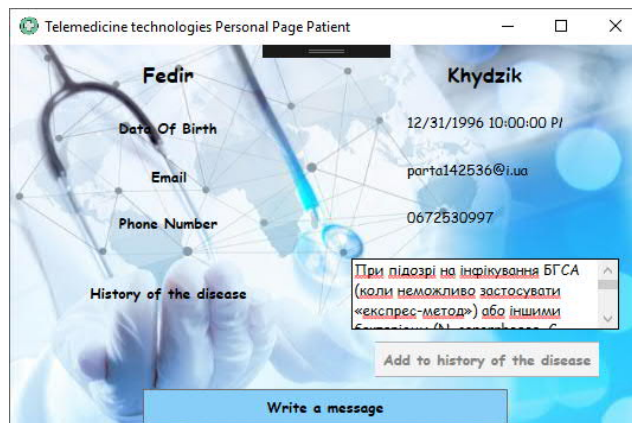 Telemedicine technologies Personal Page Patient
Fedir Khydzik
Data Of Birth 12/31/1996 10:00:00 PM
Email parta142536@i.ua
Phone Number 0672530997
History of the disease
При підозрі на інфікування БГСА
(коли неможливо застосувати
«експрес-метод») або іншими
Add to history of the disease
Write a message